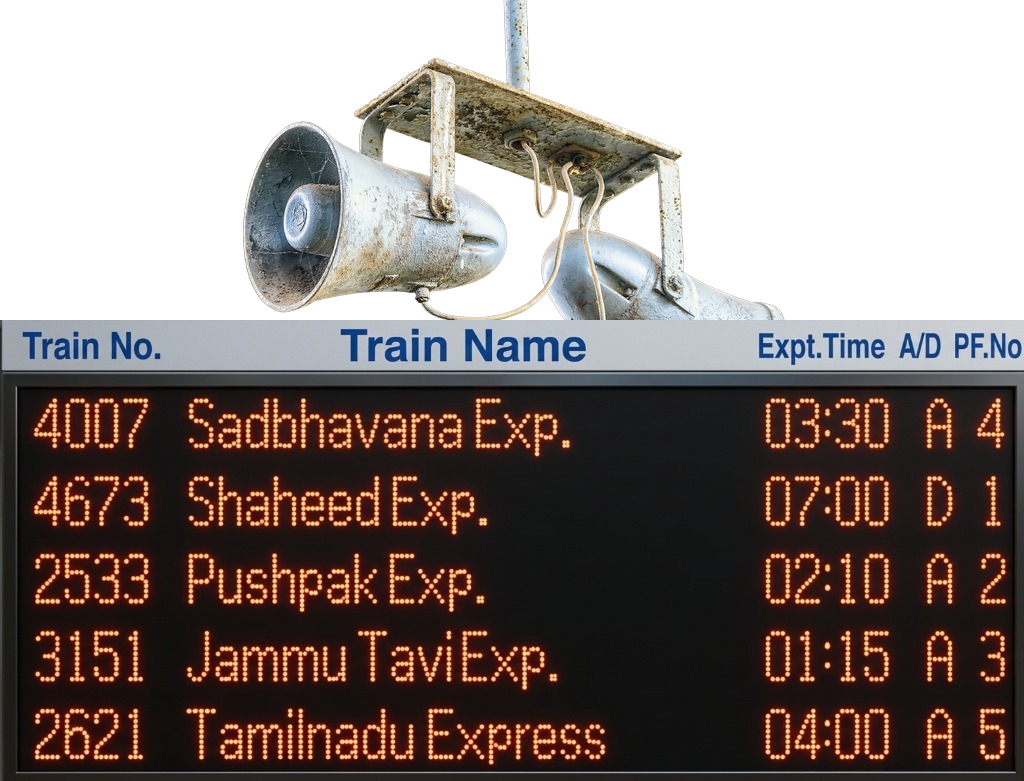 Train No. Train Name Expt.Time A/D PF.No
4007 Sadbhavana Exp. 03:30 A 4
4673 Shaheed Exp. 07:00 D 1
2533 Pushpak Exp. 02:10 A 2
3151 Jammu Tavi Exp. 01:15 A 3
2621 Tamilnadu Express 04:00 A 5